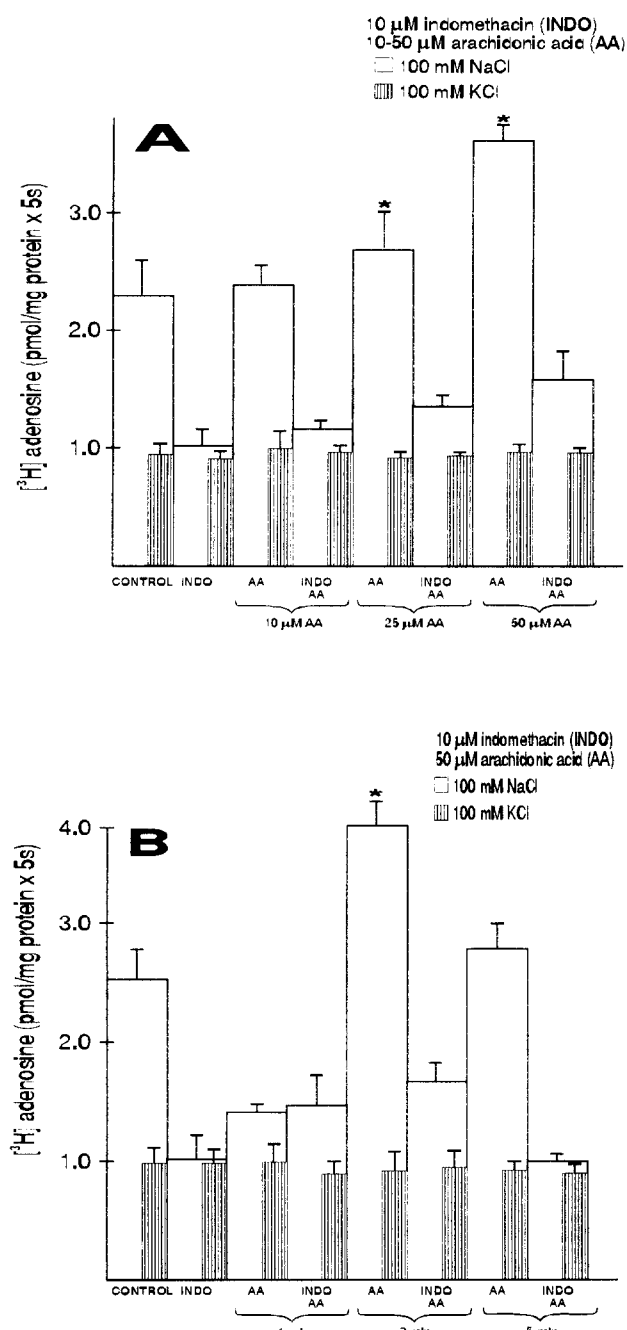 10 µM indomethacin (INDO)
10-50 µM arachidonic acid (AA)
100 mM NaCl
100 mM KCl
A
[³H] adenosine (pmol/mg protein x 5s)
3.0
2.0
1.0
*
*
CONTROL INDO AA INDO AA INDO AA INDO
AA AA AA
10 µM AA 25 µM AA 50 µM AA
10 µM indomethacin (INDO)
50 µM arachidonic acid (AA)
100 mM NaCl
100 mM KCl
B
[³H] adenosine (pmol/mg protein x 5s)
4.0
3.0
2.0
1.0
*
CONTROL INDO AA INDO AA INDO AA INDO
AA AA AA